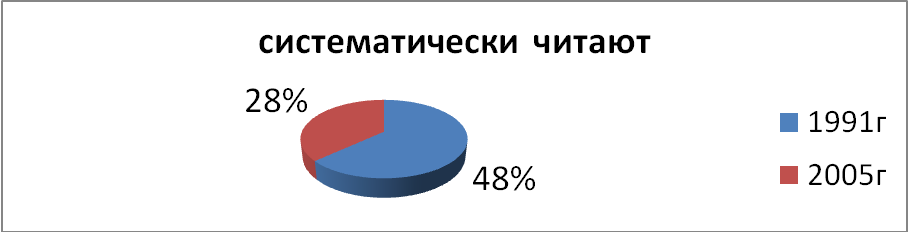 систематически читают
28%
48%
1991г
2005г